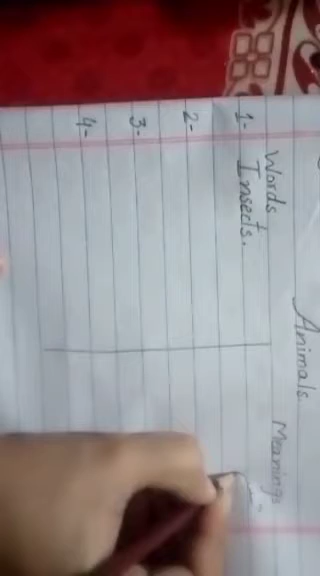 Animals.
Words Meanings
1- Insects.
2-
3-
4-